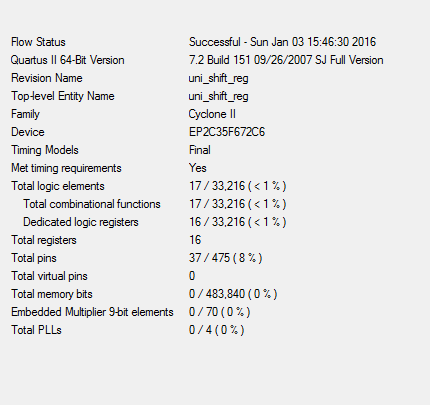 Flow Status Successful - Sun Jan 03 15:46:30 2016
Quartus II 64-Bit Version 7.2 Build 151 09/26/2007 SJ Full Version
Revision Name uni_shift_reg
Top-level Entity Name uni_shift_reg
Family Cyclone II
Device EP2C35F672C6
Timing Models Final
Met timing requirements Yes
Total logic elements 17 / 33,216 ( < 1 % )
Total combinational functions 17 / 33,216 ( < 1 % )
Dedicated logic registers 16 / 33,216 ( < 1 % )
Total registers 16
Total pins 37 / 475 ( 8 % )
Total virtual pins 0
Total memory bits 0 / 483,840 ( 0 % )
Embedded Multiplier 9-bit elements 0 / 70 ( 0 % )
Total PLLs 0 / 4 ( 0 % )